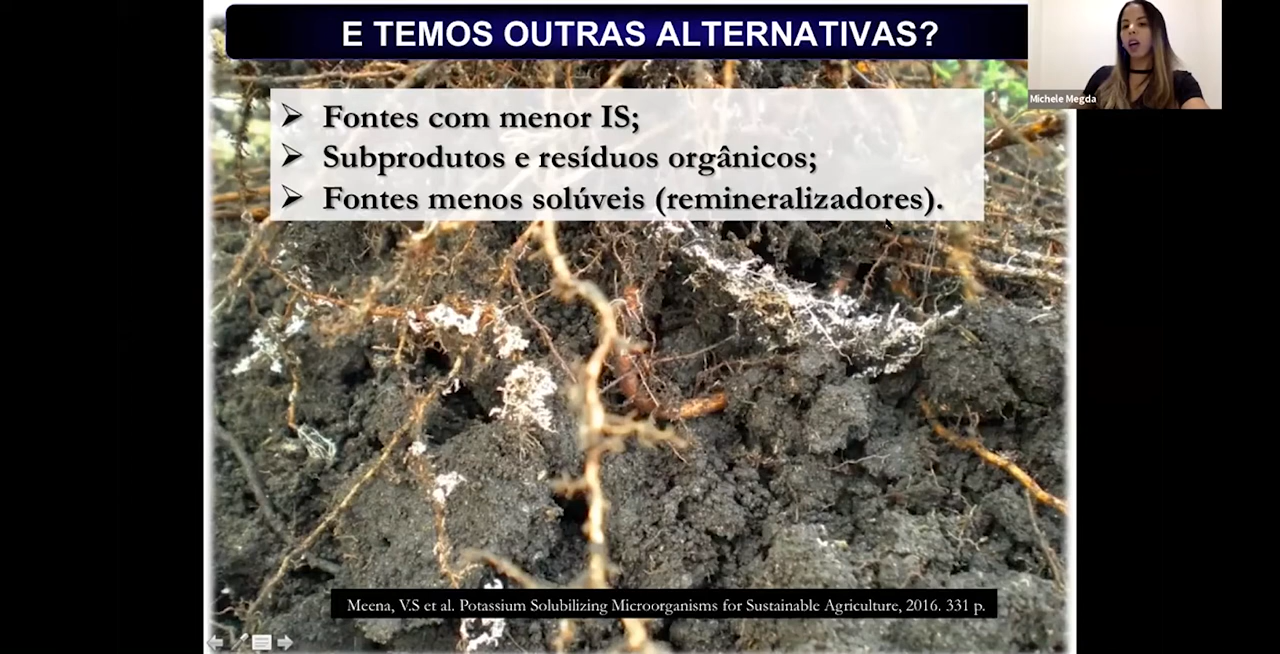 E TEMOS OUTRAS ALTERNATIVAS?
Michele Megda
Fontes com menor IS;
Subprodutos e resíduos orgânicos;
Fontes menos solúveis (remineralizadores).
Meena, V.S et al. Potassium Solubilizing Microorganisms for Sustainable Agriculture, 2016. 331 p.